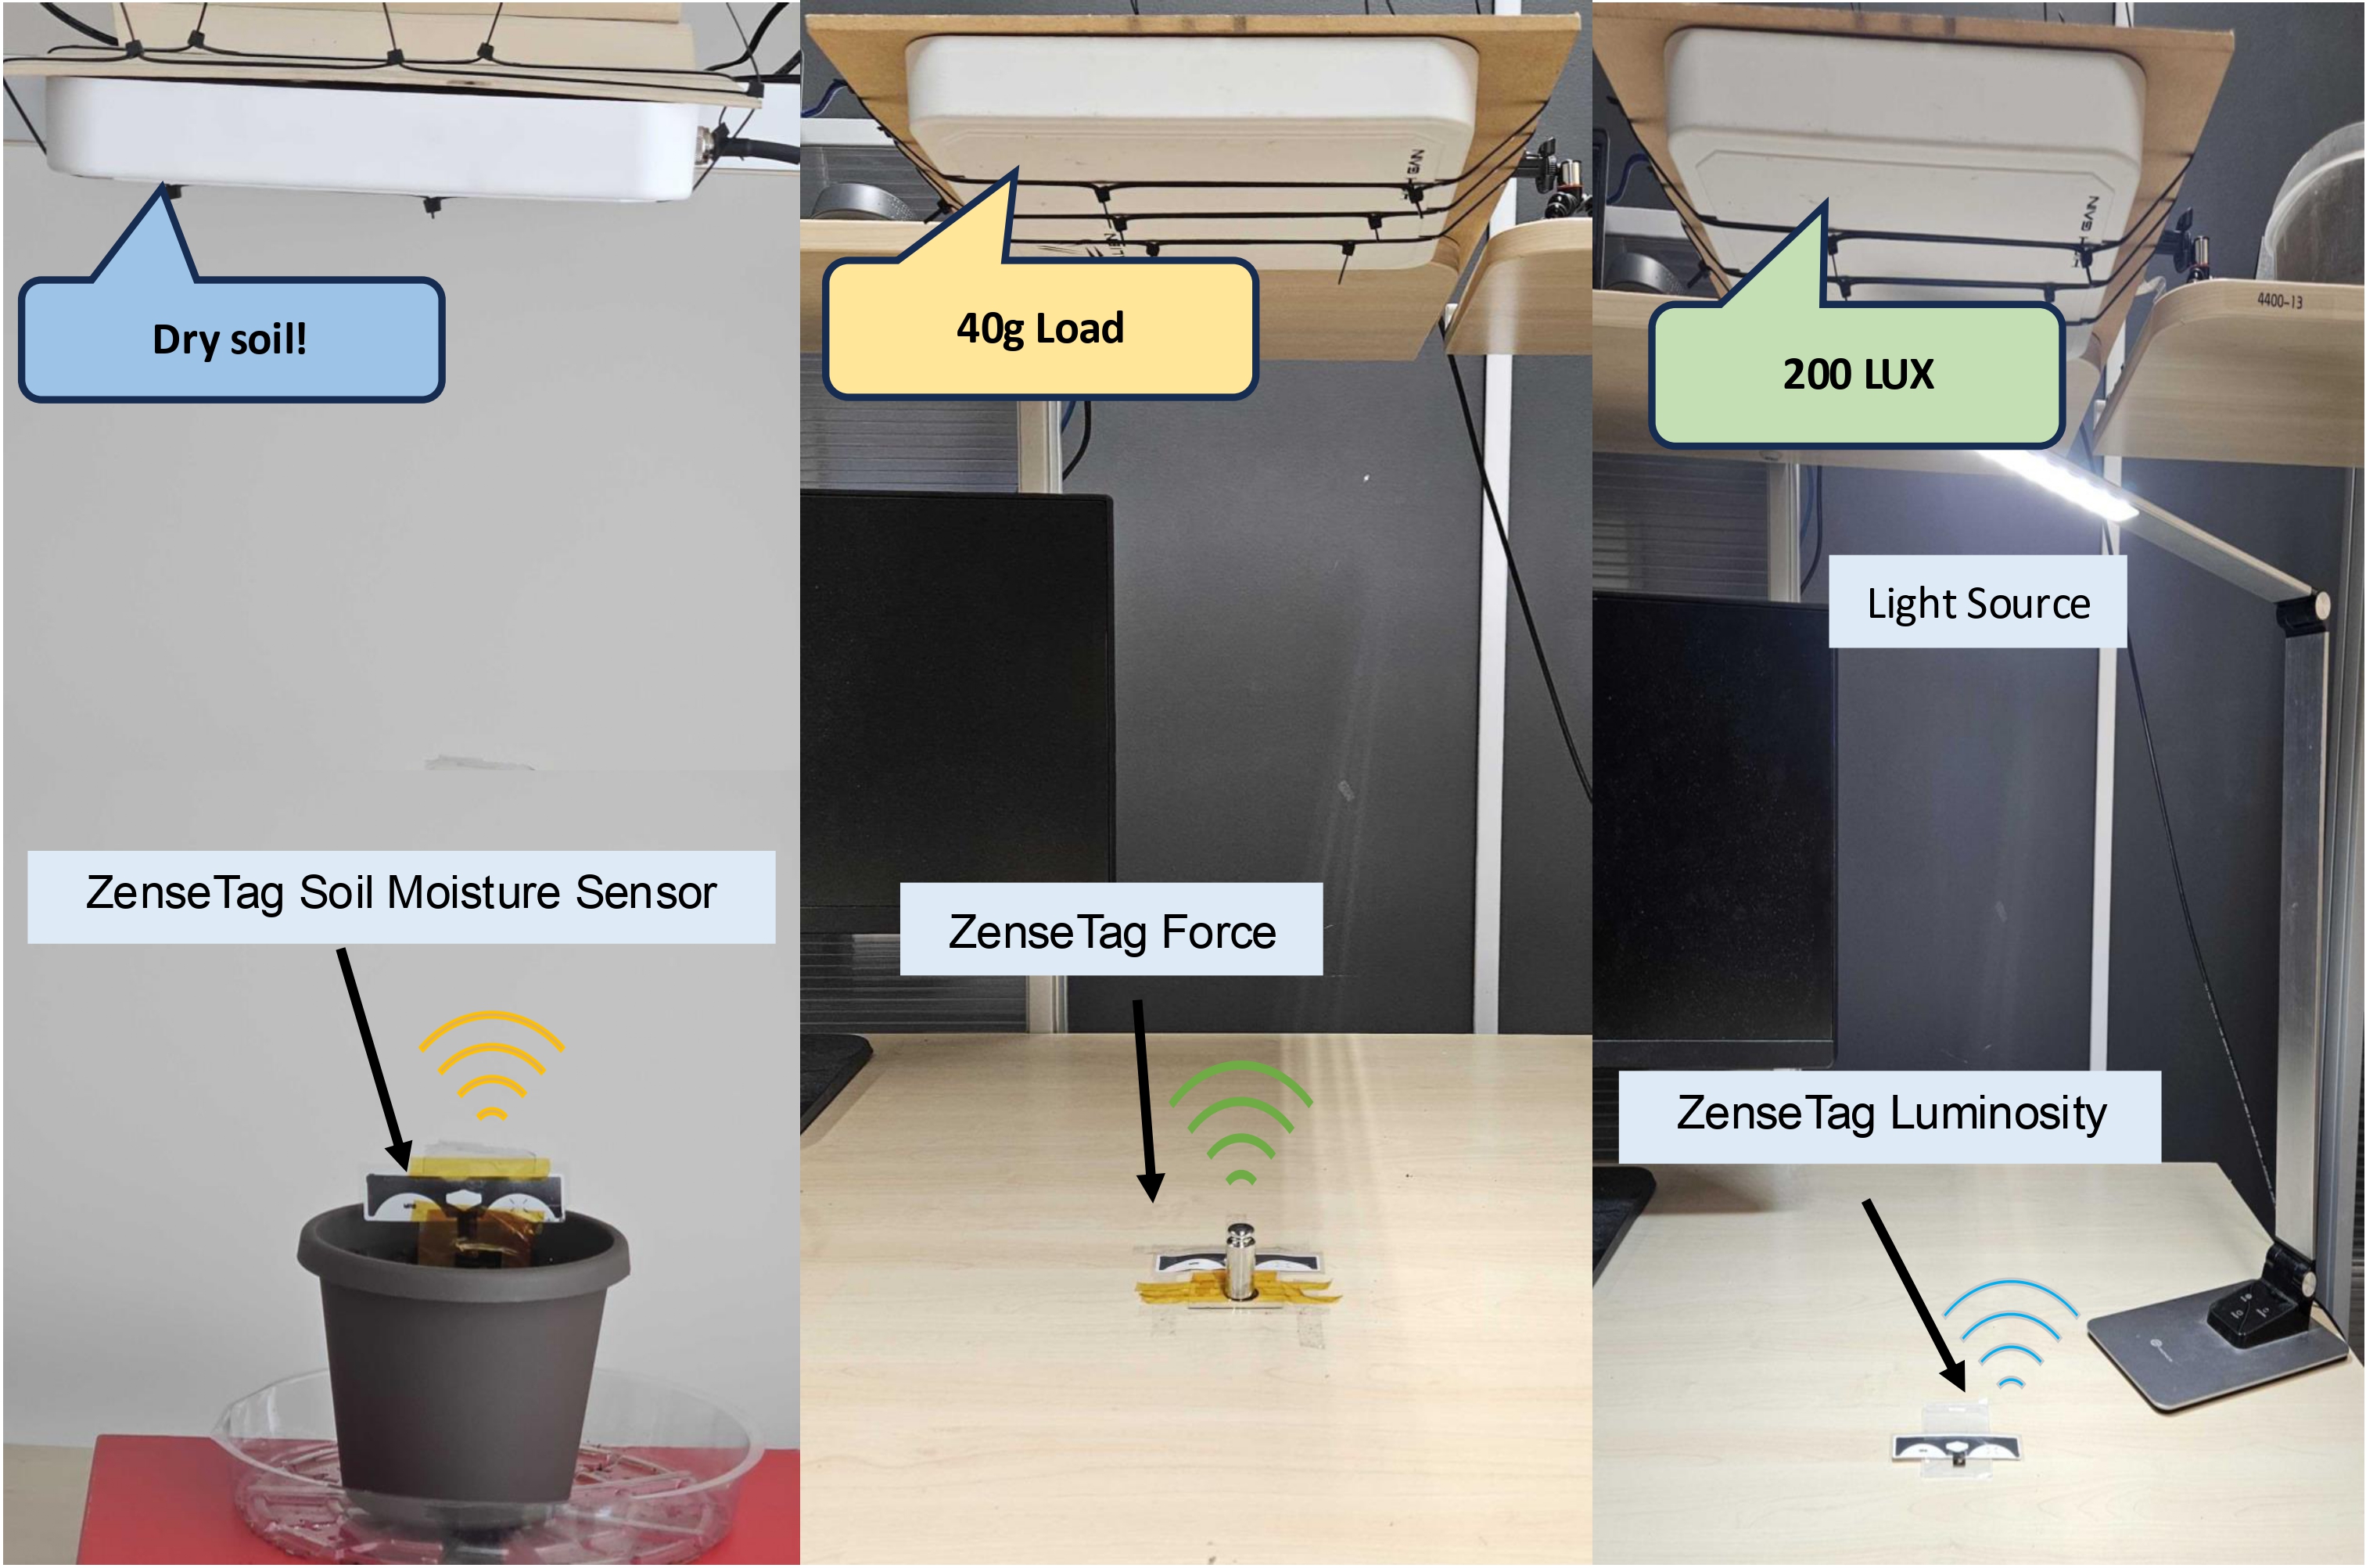 Dry soil!
ZenseTag Soil Moisture Sensor
40g Load
ZenseTag Force
200 LUX
4400-13
Light Source
ZenseTag Luminosity